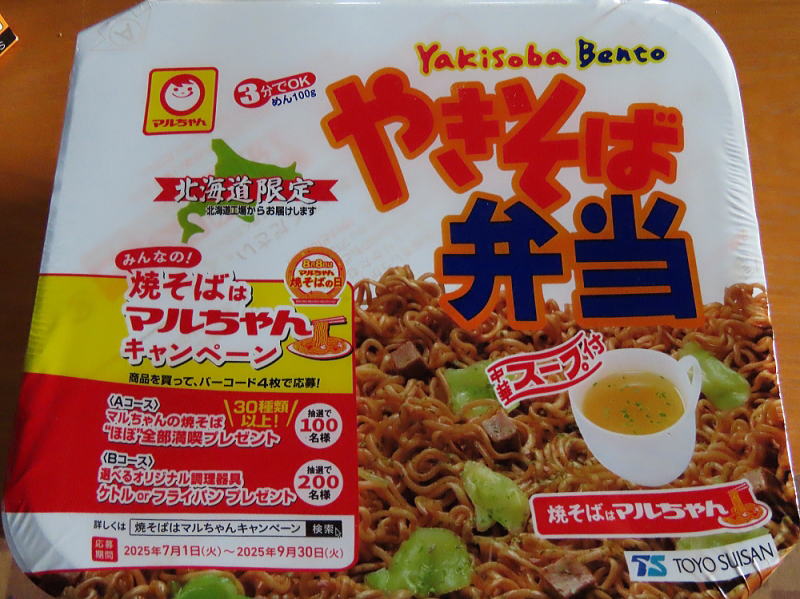 Yakisoba Bento
やきそば
弁当
マルちゃん
3分でOK
めん100g
北海道限定
北海道工場からお届けします
みんなの!
焼そばは
マルちゃん
キャンペーン
8月8日は
マルちゃん
焼そばの日
商品を買って、バーコード4枚で応募!
〈Aコース〉
マルちゃんの焼そば
"ほぼ"全部満喫プレゼント
30種類
以上!
抽選で
100
名様
〈Bコース〉
選べるオリジナル調理器具
ケトル or フライパン プレゼント
抽選で
200
名様
詳しくは 焼そばはマルちゃんキャンペーン 検索
応募
期間
2025年7月1日(火)~2025年9月30日(火)
中華スープ付
焼そばはマルちゃん
TS TOYO SUISAN